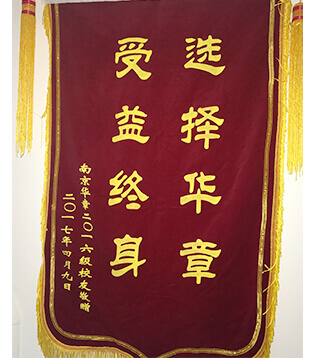 选择华章
受益终身
南京华章二〇一六级校友敬赠
二〇一七年四月九日